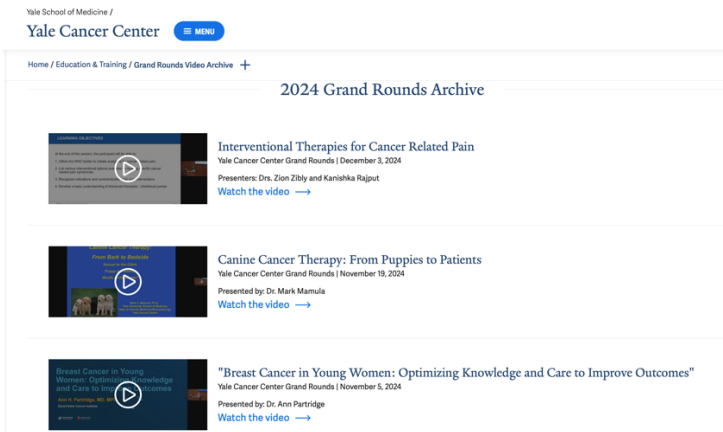 Yale School of Medicine /
Yale Cancer Center
MENU
Home / Education & Training / Grand Rounds Video Archive +
2024 Grand Rounds Archive
LEARNING OBJECTIVES
Interventional Therapies for Cancer Related Pain
Yale Cancer Center Grand Rounds | December 3, 2024
Presenters: Drs. Zion Zibly and Kanishka Rajput
Watch the video →
Canine Cancer Therapy:
From Bark to Bedside
Canine Cancer Therapy: From Puppies to Patients
Yale Cancer Center Grand Rounds | November 19, 2024
Presented by: Dr. Mark Mamula
Watch the video →
Breast Cancer in Young
Women: Optimizing Knowledge
and Care to Improve Outcomes
Ann H. Partridge, MD, MPH
"Breast Cancer in Young Women: Optimizing Knowledge and Care to Improve Outcomes"
Yale Cancer Center Grand Rounds | November 5, 2024
Presented by: Dr. Ann Partridge
Watch the video →